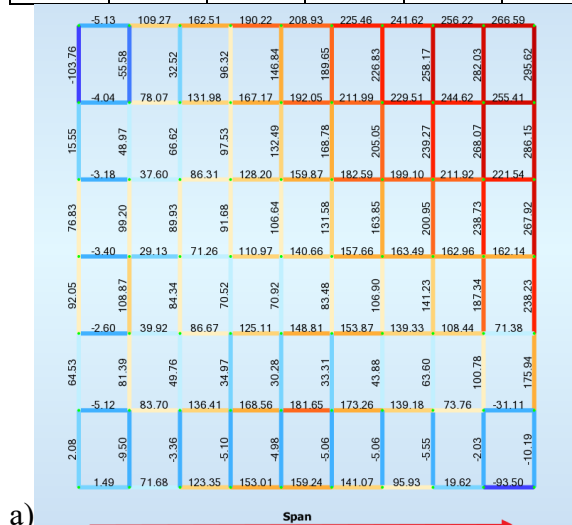 -5.13 109.27 162.51 190.22 208.93 225.46 241.62 256.22 266.59
-103.76 -55.58 32.52 96.32 146.84 189.65 226.83 258.17 282.03 295.62
-4.04 78.07 131.98 167.17 192.05 211.99 229.51 244.62 255.41
15.55 48.97 66.62 97.53 132.49 168.78 205.05 239.27 268.07 286.15
-3.18 37.60 86.31 128.20 159.87 182.59 199.10 211.92 221.54
76.83 99.20 89.93 91.68 106.64 131.58 163.85 200.95 238.73 267.92
-3.40 29.13 71.26 110.97 140.66 157.66 163.49 162.96 162.14
92.05 108.87 84.34 70.52 70.92 83.48 106.90 141.23 187.34 238.23
-2.60 39.92 86.67 125.11 148.81 153.87 139.33 108.44 71.38
64.53 81.39 49.76 34.97 30.28 33.31 43.88 63.60 100.78 175.94
-5.12 83.70 136.41 168.56 181.65 173.26 139.18 73.76 -31.11
2.08 -9.50 -3.36 -5.10 -4.98 -5.06 -5.06 -5.55 -2.03 -10.19
1.49 71.68 123.35 153.01 159.24 141.07 95.93 19.62 -93.50
a)
Span